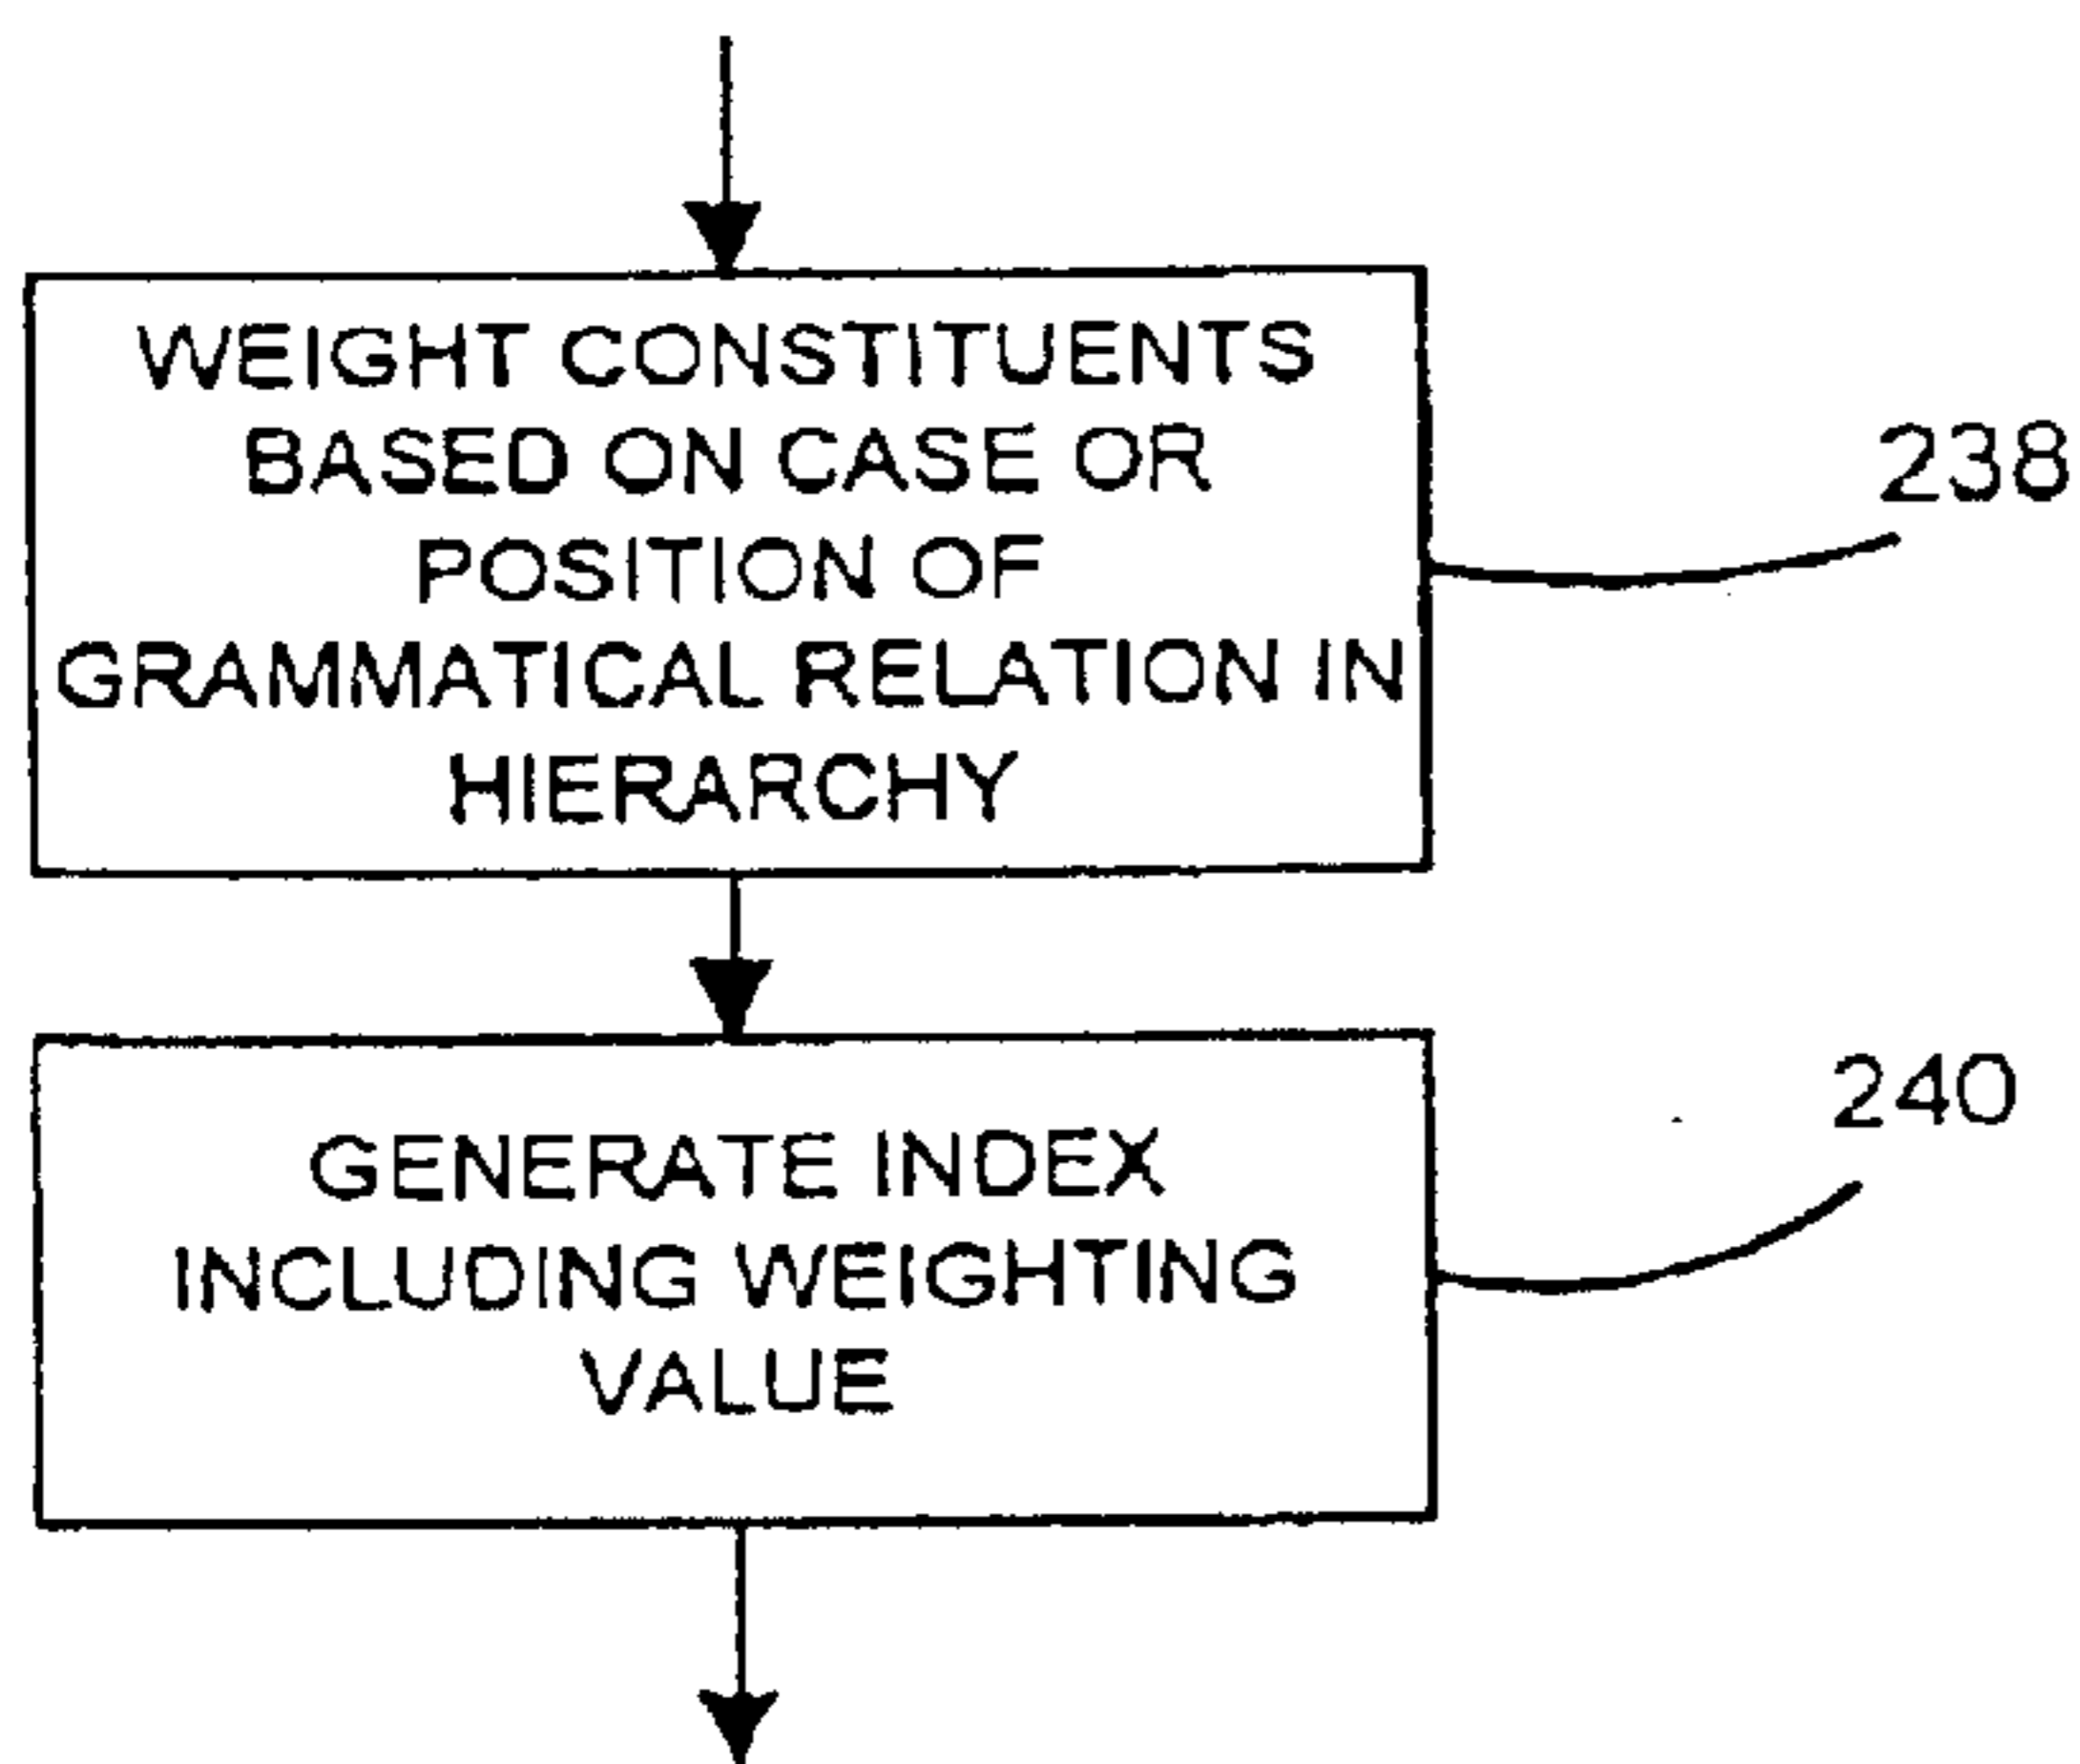 WEIGHT CONSTITUENTS
BASED ON CASE OR
POSITION OF
GRAMMATICAL RELATION IN
HIERARCHY
238
GENERATE INDEX
INCLUDING WEIGHTING
VALUE
240